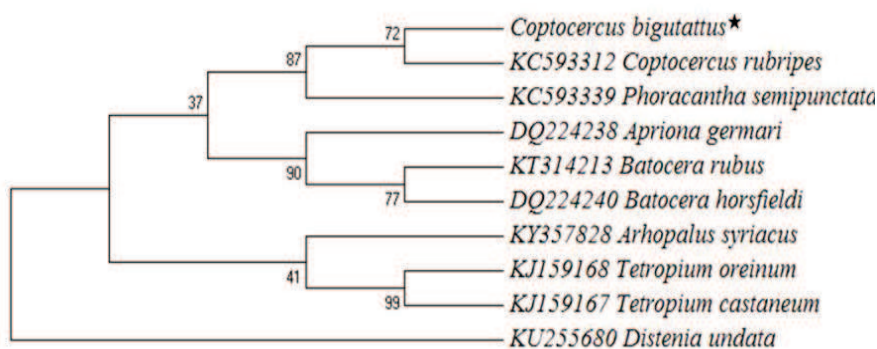 Coptocercus bigutattus★
72
KC593312 Coptocercus rubripes
87
KC593339 Phoracantha semipunctata
37
DQ224238 Apriona germari
90
KT314213 Batocera rubus
77
DQ224240 Batocera horsfieldi
KY357828 Arhopalus syriacus
41
KJ159168 Tetropium oreinum
99
KJ159167 Tetropium castaneum
KU255680 Distenia undata